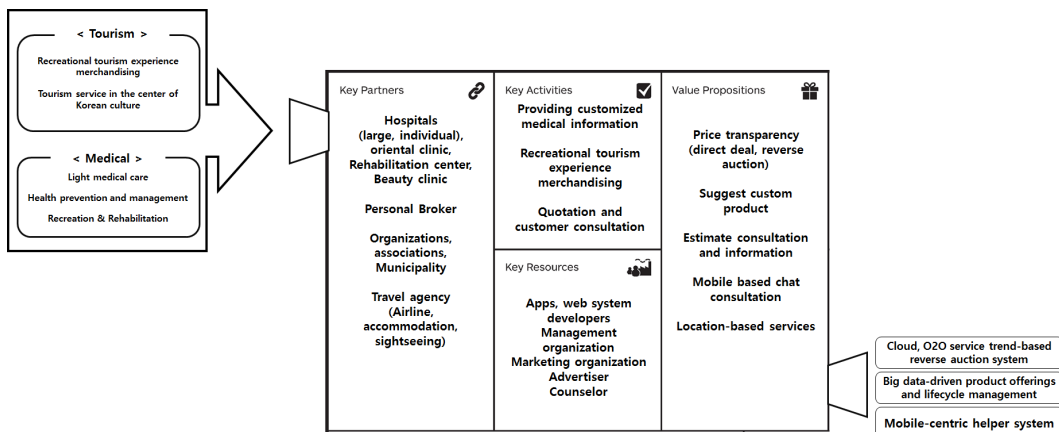 < Tourism >
Recreational tourism experience
merchandising
Tourism service in the center of
Korean culture
< Medical >
Light medical care
Health prevention and management
Recreation & Rehabilitation
Key Partners
Hospitals
(large, individual),
oriental clinic,
Rehabilitation center,
Beauty clinic
Personal Broker
Organizations,
associations,
Municipality
Travel agency
(Airline,
accommodation,
sightseeing)
Key Activities
Providing customized
medical information
Recreational tourism
experience
merchandising
Quotation and
customer consultation
Key Resources
Apps, web system
developers
Management
organization
Marketing organization
Advertiser
Counselor
Value Propositions
Price transparency
(direct deal, reverse
auction)
Suggest custom
product
Estimate consultation
and information
Mobile based chat
consultation
Location-based services
Cloud, O2O service trend-based
reverse auction system
Big data-driven product offerings
and lifecycle management
Mobile-centric helper system